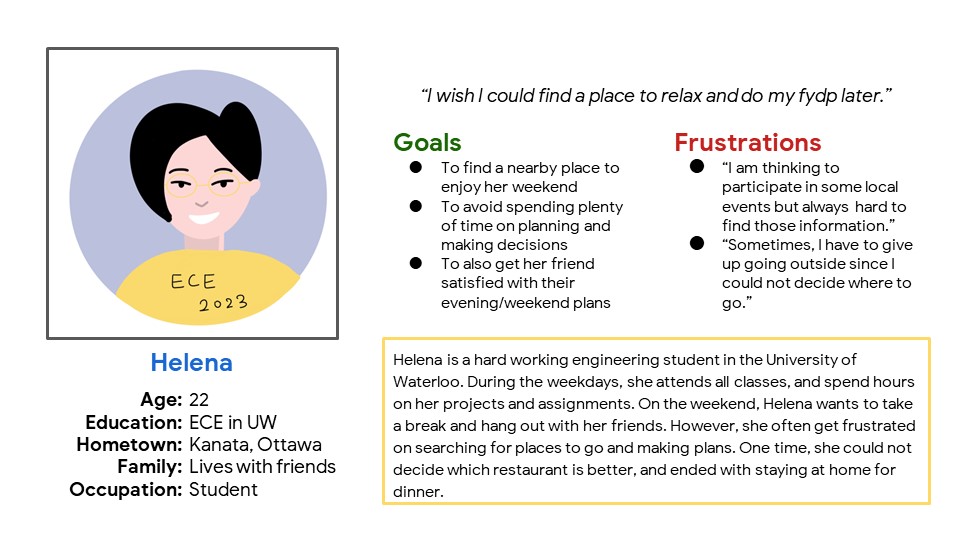 ECE
2023
Helena
Age: 22
Education: ECE in UW
Hometown: Kanata, Ottawa
Family: Lives with friends
Occupation: Student
“I wish I could find a place to relax and do my fydp later.”
Goals
● To find a nearby place to
enjoy her weekend
● To avoid spending plenty
of time on planning and
making decisions
● To also get her friend
satisfied with their
evening/weekend plans
Frustrations
● “I am thinking to
participate in some local
events but always hard to
find those information.”
● “Sometimes, I have to give
up going outside since I
could not decide where to
go.”
Helena is a hard working engineering student in the University of
Waterloo. During the weekdays, she attends all classes, and spend hours
on her projects and assignments. On the weekend, Helena wants to take
a break and hang out with her friends. However, she often get frustrated
on searching for places to go and making plans. One time, she could not
decide which restaurant is better, and ended with staying at home for
dinner.